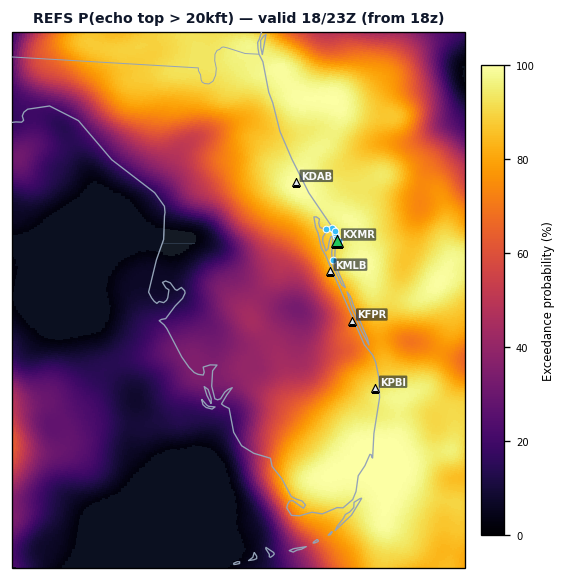 REFS P(echo top > 20kft) — valid 18/23Z (from 18z)
KDAB
KXMR
KMLB
KFPR
KPBI
100
80
60
40
20
0
Exceedance probability (%)